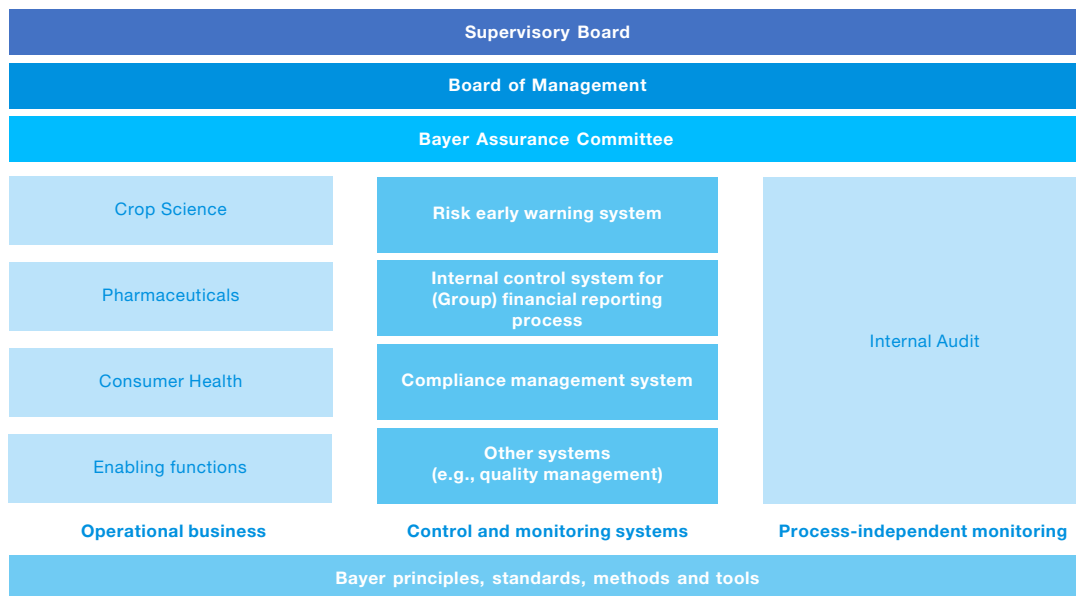 Supervisory Board
Board of Management
Bayer Assurance Committee
Crop Science
Pharmaceuticals
Consumer Health
Enabling functions
Operational business
Risk early warning system
Internal control system for
(Group) financial reporting
process
Compliance management system
Other systems
(e.g., quality management)
Control and monitoring systems
Internal Audit
Process-independent monitoring
Bayer principles, standards, methods and tools